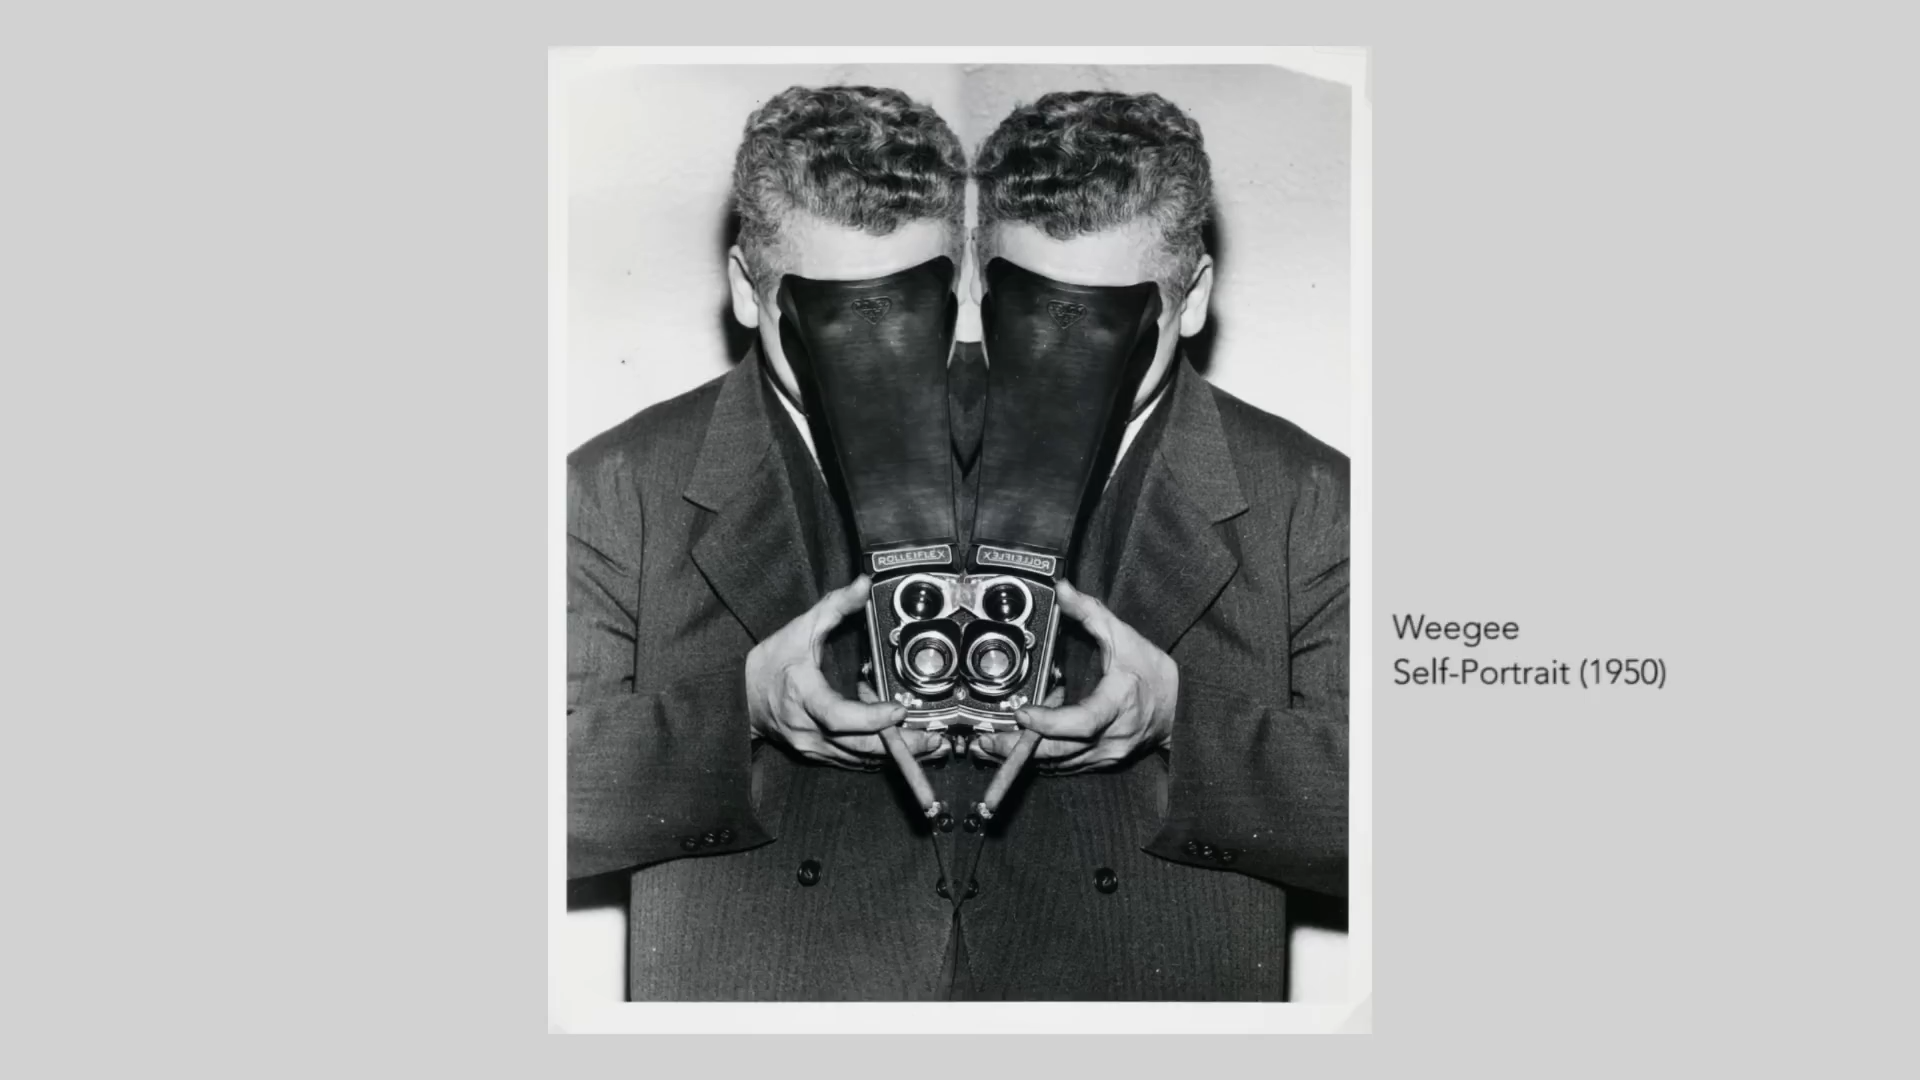 ROLLEIFLEX
ROLLEIFLEX
Weegee
Self-Portrait (1950)